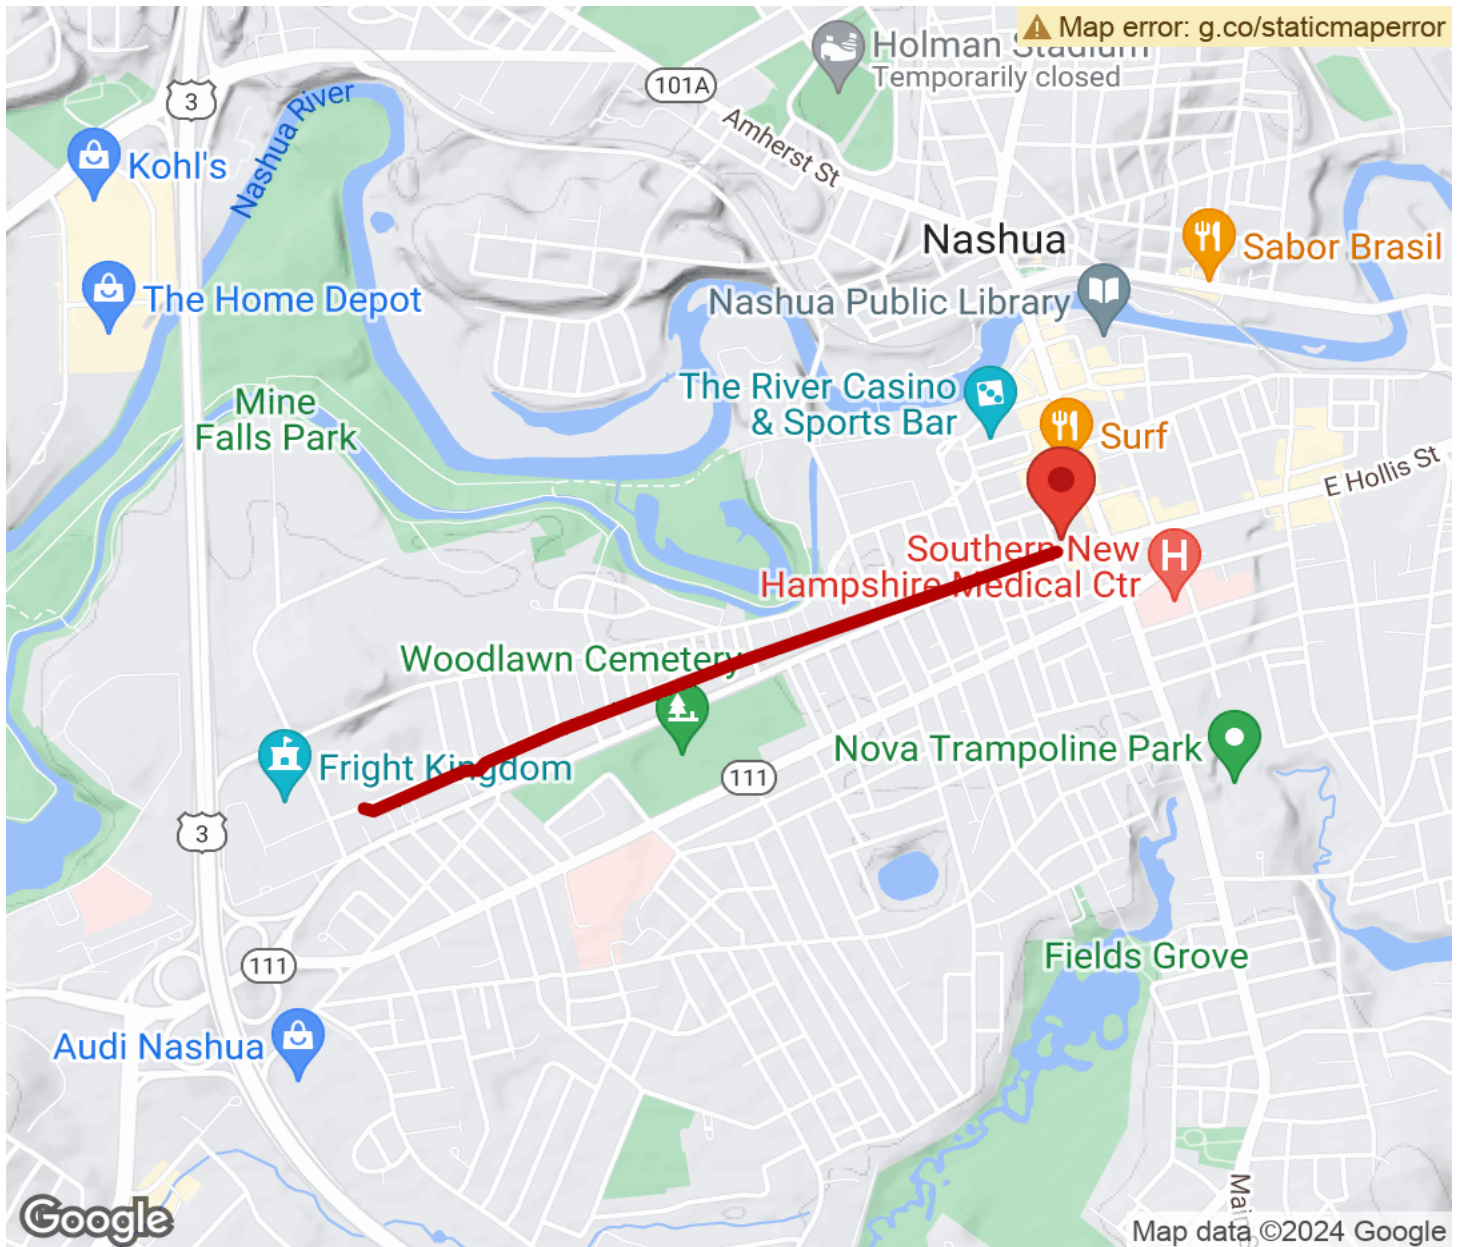 Map error: g.co/staticmaperror
Holman Stadium
Temporarily closed
101A
3
Nashua River
Amherst St
Kohl's
Nashua
Sabor Brasil
The Home Depot
Nashua Public Library
The River Casino
& Sports Bar
Mine
Falls Park
Surf
E Hollis St
Southern New
Hampshire Medical Ctr
Woodlawn Cemetery
Fright Kingdom
Nova Trampoline Park
111
3
111
Fields Grove
Audi Nashua
Main
Google
Map data ©2024 Google